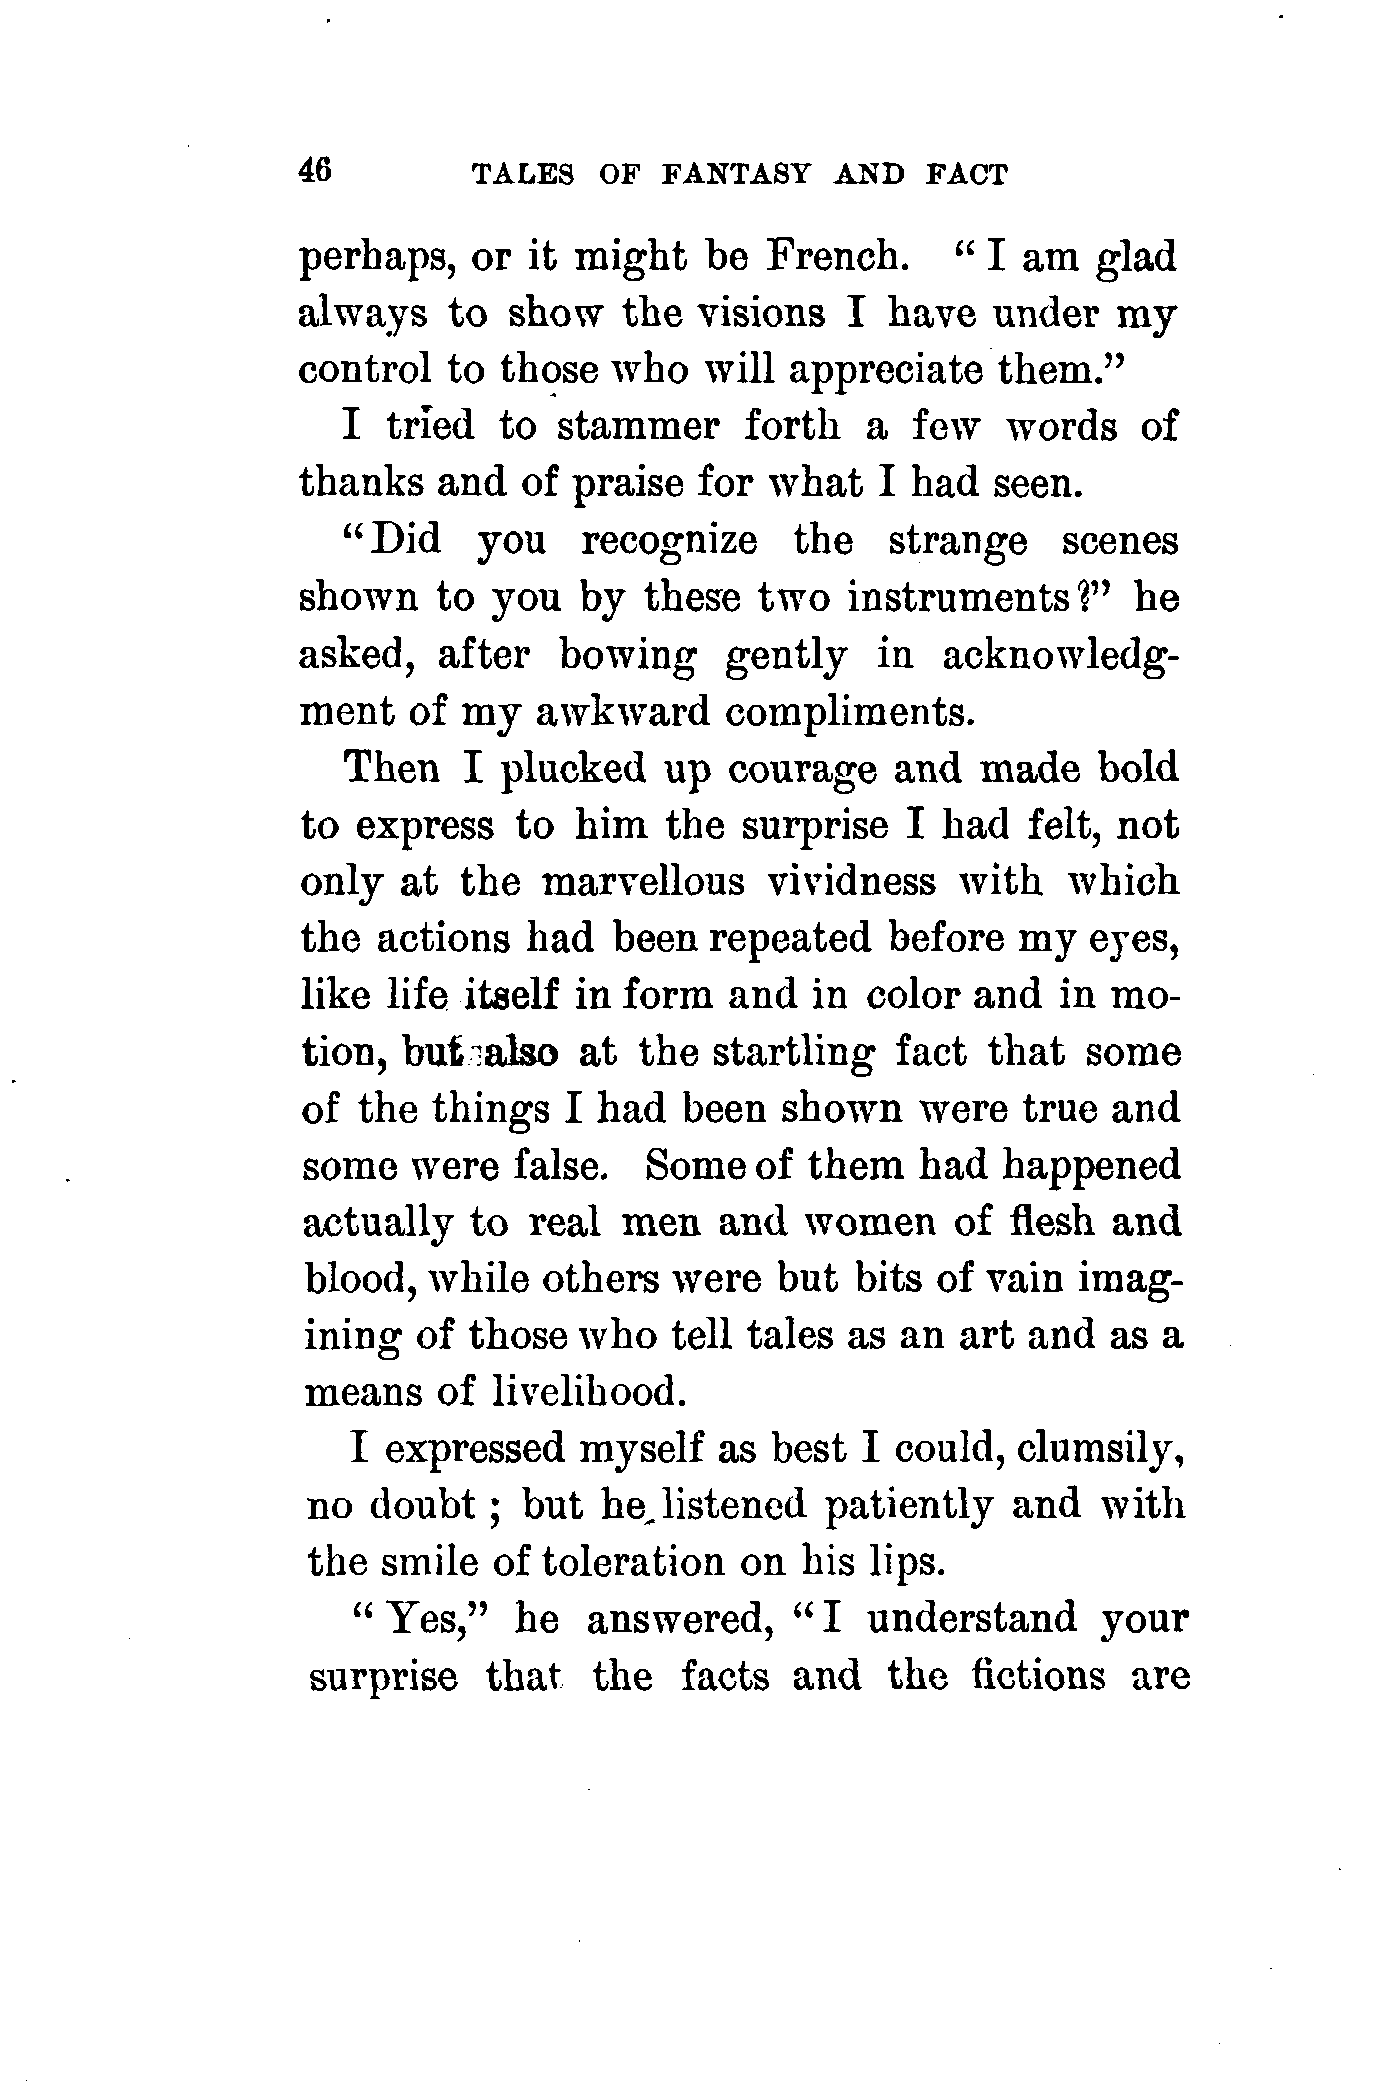 46 TALES OF FANTASY AND FACT
perhaps, or it might be French. “ I am glad
always to show the visions I have under my
control to those who will appreciate them.”
I tried to stammer forth a few words of
thanks and of praise for what I had seen.
“Did you recognize the strange scenes
shown to you by these two instruments?” he
asked, after bowing gently in acknowledg-
ment of my awkward compliments.
Then I plucked up courage and made bold
to express to him the surprise I had felt, not
only at the marvellous vividness with which
the actions had been repeated before my eyes,
like life itself in form and in color and in mo-
tion, but also at the startling fact that some
of the things I had been shown were true and
some were false. Some of them had happened
actually to real men and women of flesh and
blood, while others were but bits of vain imag-
ining of those who tell tales as an art and as a
means of livelihood.
I expressed myself as best I could, clumsily,
no doubt ; but he listened patiently and with
the smile of toleration on his lips.
“ Yes,” he answered, “ I understand your
surprise that the facts and the fictions are